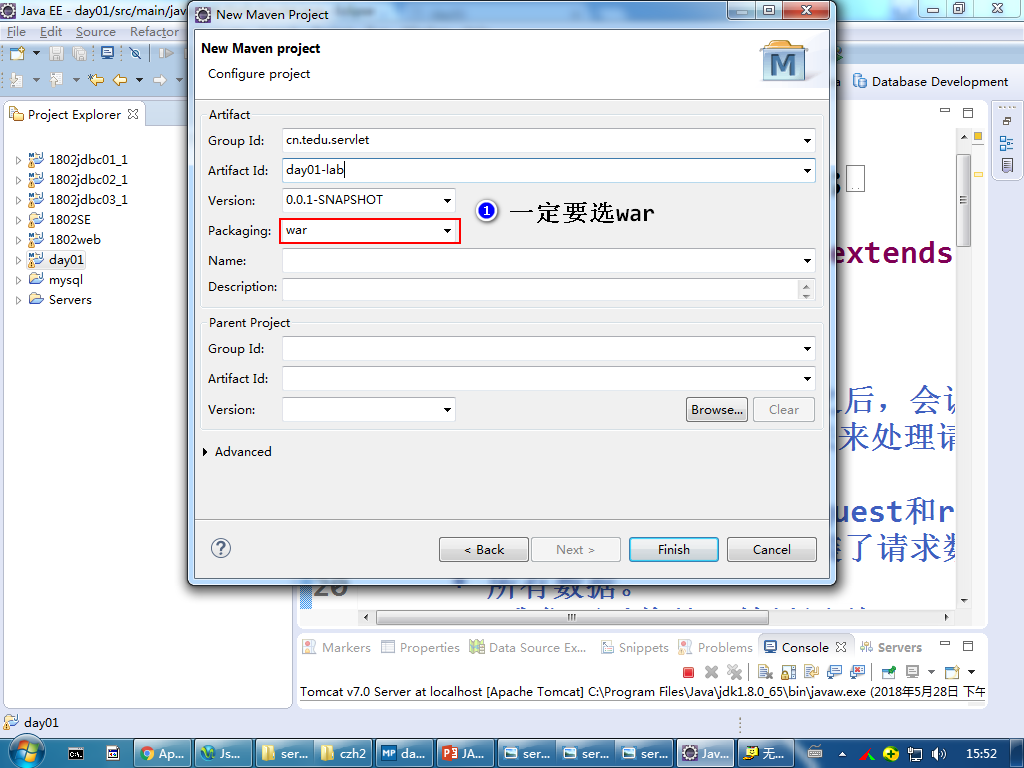 Java EE - day01/src/main/jav
New Maven Project
File Edit Source Refactor
New Maven project
Configure project
Database Development
Project Explorer
Artifact
Group Id: cn.tedu.servlet
Artifact Id: day01-lab
Version: 0.0.1-SNAPSHOT
1 一定要选war
Packaging: war
Name:
Description:
1802jdbc01_1
1802jdbc02_1
1802jdbc03_1
1802SE
1802web
day01
mysql
Servers
extends
Parent Project
Group Id:
Artifact Id:
Version:
Browse... Clear
Advanced
后，会
来处理请
uest和r
了请求数
< Back Next > Finish Cancel
20 * 所有数据。
Markers Properties Data Source Ex... Snippets Problems Console Servers
Tomcat v7.0 Server at localhost [Apache Tomcat] C:\Program Files\Java\jdk1.8.0_65\bin\javaw.exe (2018年5月28日 下午
day01
Ap... Js... ser... czh2 da... JA... ser... ser... ser... Jav... 无... 15:52